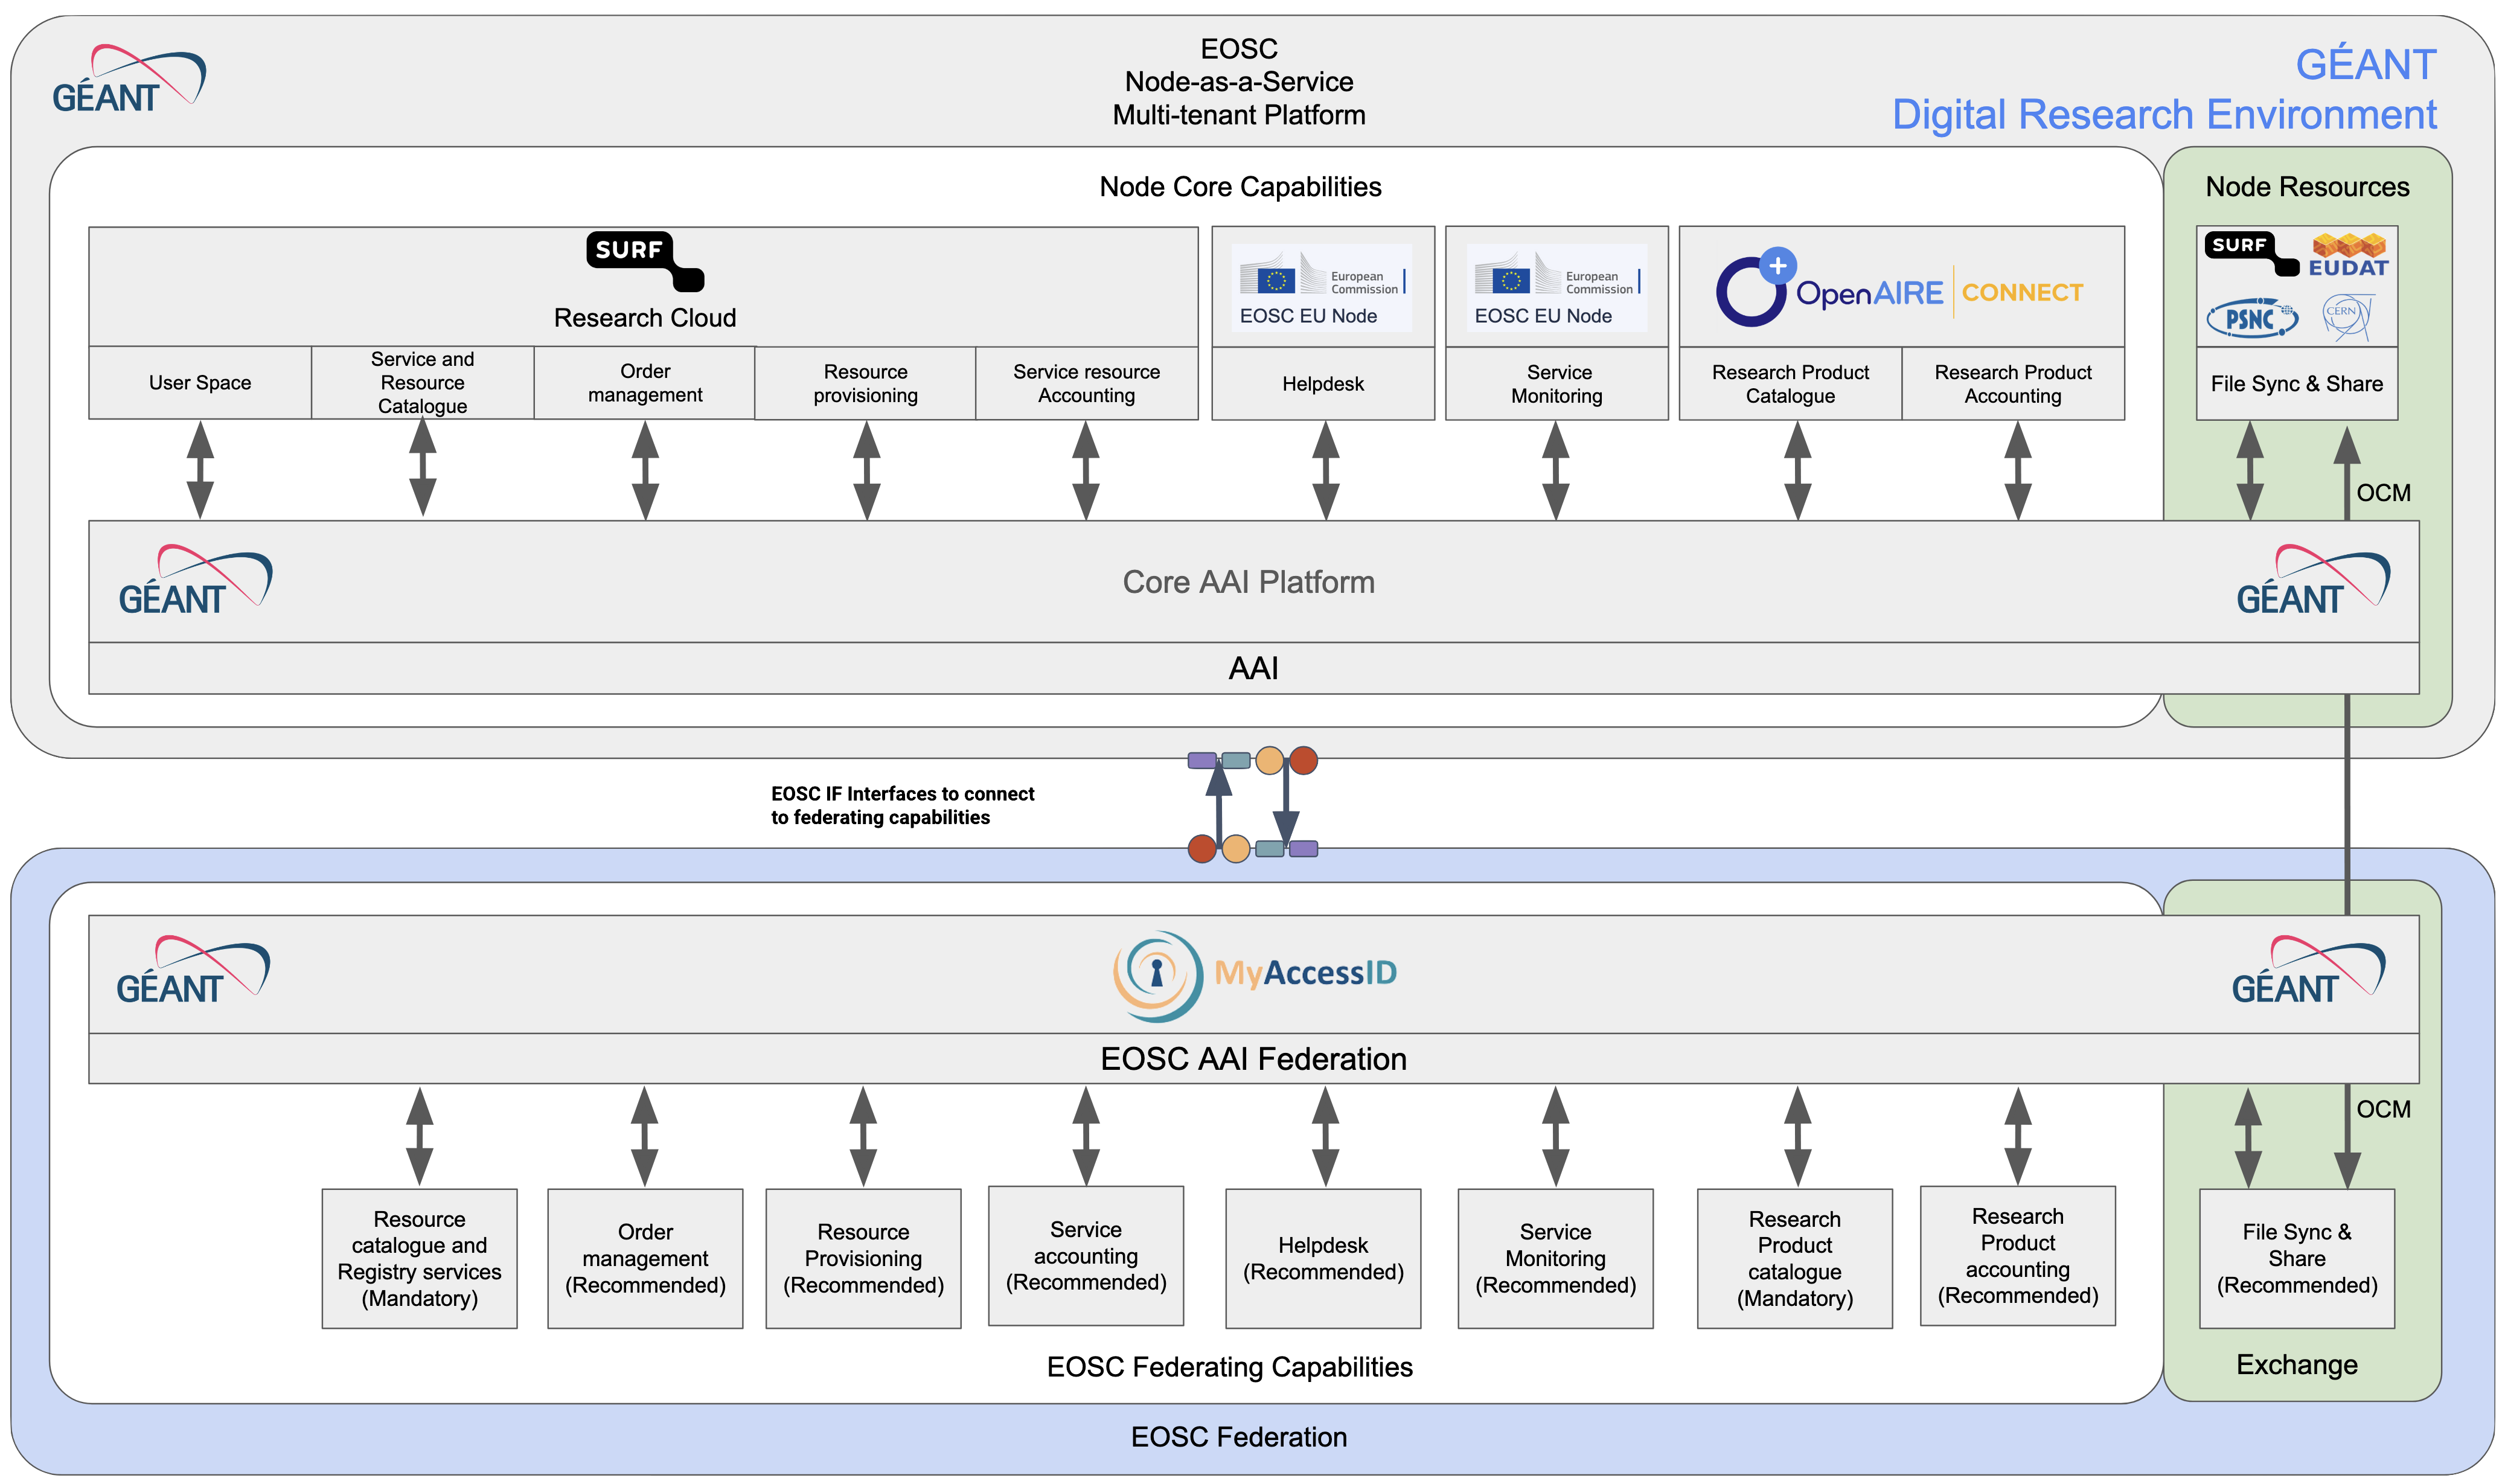 GÉANT
EOSC
Node-as-a-Service
Multi-tenant Platform
GÉANT
Digital Research Environment
Node Core Capabilities
Node Resources
SURF
Research Cloud
European
Commission
EOSC EU Node
European
Commission
EOSC EU Node
OpenAIRE CONNECT
SURF
EUDAT
PSNC
CERN
User Space
Service and
Resource
Catalogue
Order
management
Resource
provisioning
Service resource
Accounting
Helpdesk
Service
Monitoring
Research Product
Catalogue
Research Product
Accounting
File Sync & Share
OCM
GÉANT
Core AAI Platform
GÉANT
AAI
EOSC IF Interfaces to connect
to federating capabilities
GÉANT
MyAccessID
GÉANT
EOSC AAI Federation
OCM
Resource
catalogue and
Registry services
(Mandatory)
Order
management
(Recommended)
Resource
Provisioning
(Recommended)
Service
accounting
(Recommended)
Helpdesk
(Recommended)
Service
Monitoring
(Recommended)
Research
Product
catalogue
(Mandatory)
Research
Product
accounting
(Recommended)
File Sync &
Share
(Recommended)
EOSC Federating Capabilities
Exchange
EOSC Federation